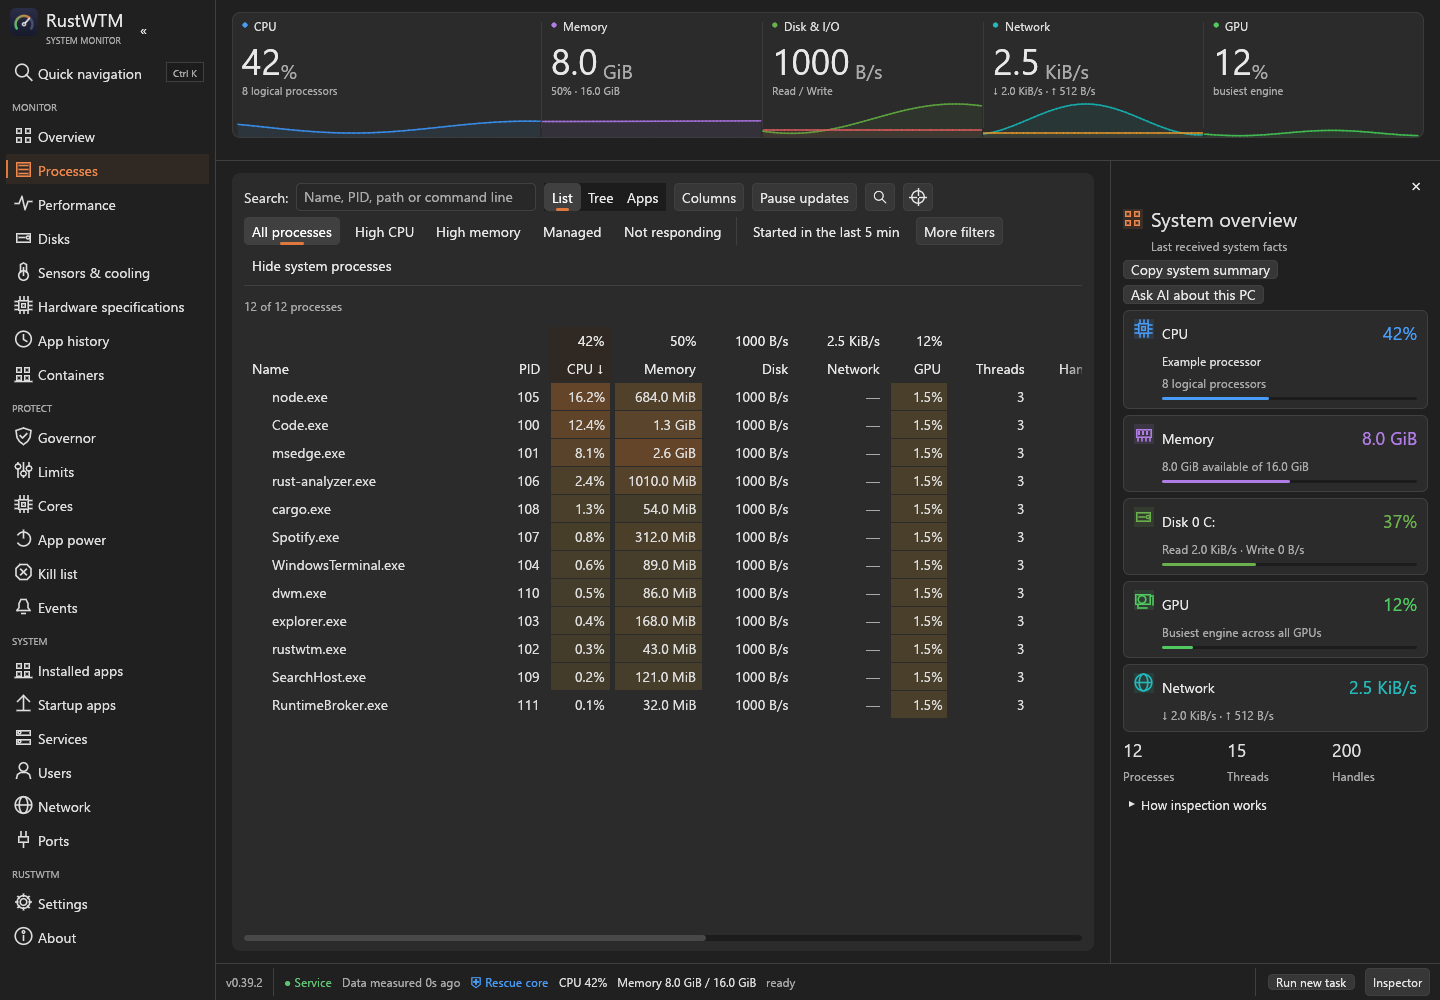 RustWTM
SYSTEM MONITOR
«
Quick navigation
Ctrl K
MONITOR
Overview
Processes
Performance
Disks
Sensors & cooling
Hardware specifications
App history
Containers
PROTECT
Governor
Limits
Cores
App power
Kill list
Events
SYSTEM
Installed apps
Startup apps
Services
Users
Network
Ports
RUSTWTM
Settings
About
CPU
42%
8 logical processors
Memory
8.0 GiB
50% · 16.0 GiB
Disk & I/O
1000 B/s
Read / Write
Network
2.5 KiB/s
↓ 2.0 KiB/s · ↑ 512 B/s
GPU
12%
busiest engine
Search: Name, PID, path or command line List Tree Apps Columns Pause updates
All processes High CPU High memory Managed Not responding Started in the last 5 min More filters
Hide system processes
12 of 12 processes
42% 50% 1000 B/s 2.5 KiB/s 12%
Name PID CPU ↓ Memory Disk Network GPU Threads Han
node.exe 105 16.2% 684.0 MiB 1000 B/s — 1.5% 3
Code.exe 100 12.4% 1.3 GiB 1000 B/s — 1.5% 3
msedge.exe 101 8.1% 2.6 GiB 1000 B/s — 1.5% 3
rust-analyzer.exe 106 2.4% 1010.0 MiB 1000 B/s — 1.5% 3
cargo.exe 108 1.3% 54.0 MiB 1000 B/s — 1.5% 3
Spotify.exe 107 0.8% 312.0 MiB 1000 B/s — 1.5% 3
WindowsTerminal.exe 104 0.6% 89.0 MiB 1000 B/s — 1.5% 3
dwm.exe 110 0.5% 86.0 MiB 1000 B/s — 1.5% 3
explorer.exe 103 0.4% 168.0 MiB 1000 B/s — 1.5% 3
rustwtm.exe 102 0.3% 43.0 MiB 1000 B/s — 1.5% 3
SearchHost.exe 109 0.2% 121.0 MiB 1000 B/s — 1.5% 3
RuntimeBroker.exe 111 0.1% 32.0 MiB 1000 B/s — 1.5% 3
System overview
Last received system facts
Copy system summary
Ask AI about this PC
CPU 42%
Example processor
8 logical processors
Memory 8.0 GiB
8.0 GiB available of 16.0 GiB
Disk 0 C: 37%
Read 2.0 KiB/s · Write 0 B/s
GPU 12%
Busiest engine across all GPUs
Network 2.5 KiB/s
↓ 2.0 KiB/s · ↑ 512 B/s
12 15 200
Processes Threads Handles
How inspection works
v0.39.2 Service Data measured 0s ago Rescue core CPU 42% Memory 8.0 GiB / 16.0 GiB ready Run new task Inspector